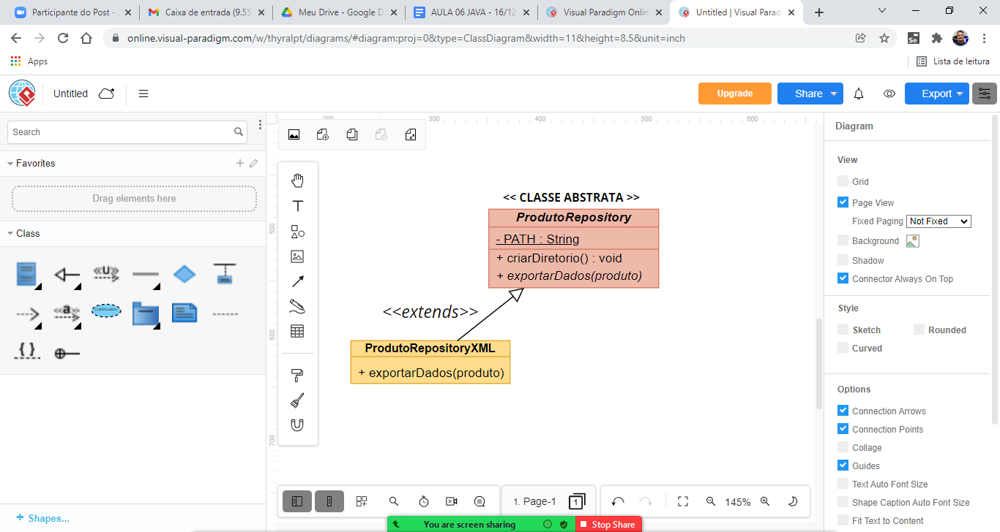 Participante do Post -
Caixa de entrada (9.55
Meu Drive - Google D
AULA 06 JAVA - 16/12
Visual Paradigm Onlin
Untitled | Visual Parad
online.visual-paradigm.com/w/thyralpt/diagrams/#diagram:proj=0&type=ClassDiagram&width=11&height=8.5&unit=inch
Se
Apps
Lista de leitura
Untitled
Upgrade
Share
Export
Search
Favorites
Drag elements here
Class
<<U>>
<<a>>
Collaboration
{ }
Shapes...
200
300
400
500
600
500
600
700
T
<< CLASSE ABSTRATA >>
ProdutoRepository
- PATH : String
+ criarDiretorio() : void
+ exportarDados(produto)
<<extends>>
ProdutoRepositoryXML
+ exportarDados(produto)
1. Page-1
1
145%
You are screen sharing
Stop Share
Diagram
View
Grid
Page View
Fixed Paging Not Fixed
Background
Shadow
Connector Always On Top
Style
Sketch
Rounded
Curved
Options
Connection Arrows
Connection Points
Collage
Guides
Text Auto Font Size
Shape Caption Auto Font Size
Fit Text to Content